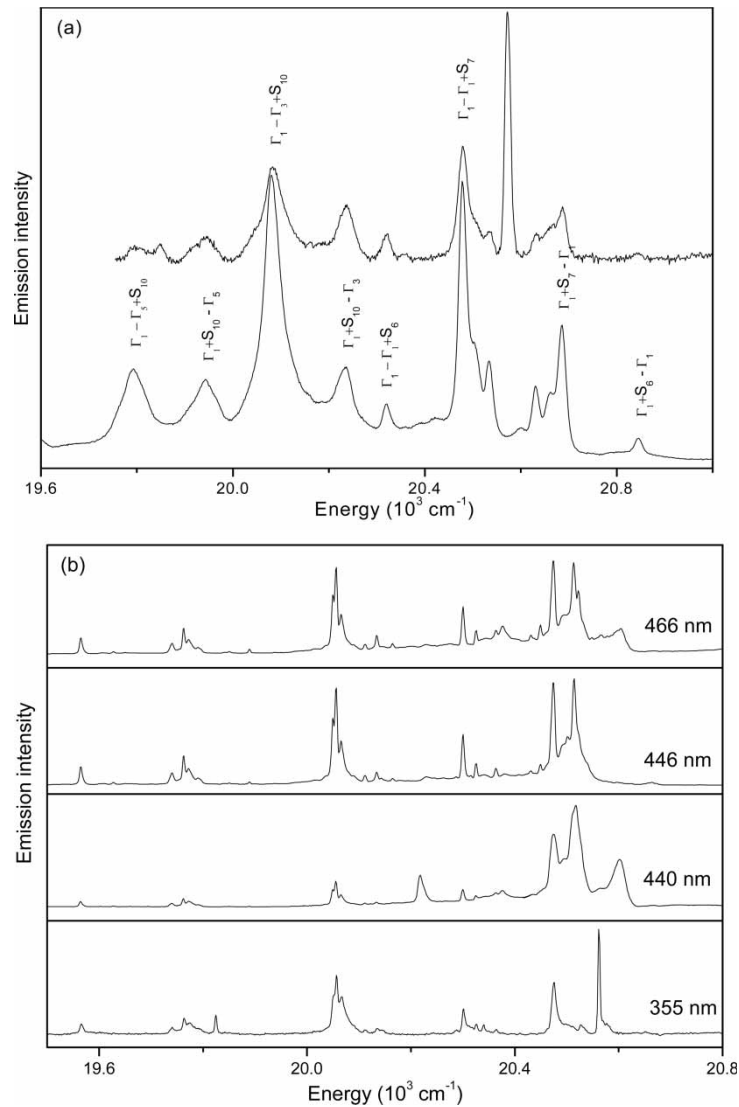 (a)
Γ₁ – Γ₅+S₁₀
Γ₁+S₁₀ - Γ₅
Γ₁ – Γ₃+S₁₀
Γ₁+S₁₀ - Γ₃
Γ₁ – Γ₁+S₆
Γ₁ – Γ₁+S₇
Γ₁+S₇ - Γ₁
Γ₁+S₆ - Γ₁
Emission intensity
19.6 20.0 20.4 20.8
Energy (10³ cm⁻¹)
(b)
466 nm
446 nm
440 nm
355 nm
Emission intensity
19.6 20.0 20.4 20.8
Energy (10³ cm⁻¹)